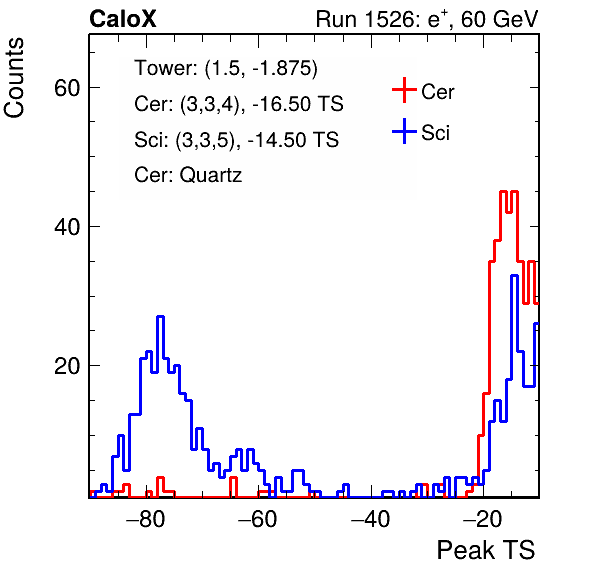 CaloX
Run 1526: e⁺, 60 GeV
Counts
Tower: (1.5, -1.875)
Cer: (3,3,4), -16.50 TS
Sci: (3,3,5), -14.50 TS
Cer: Quartz
Cer
Sci
60
40
20
−80 −60 −40 −20
Peak TS